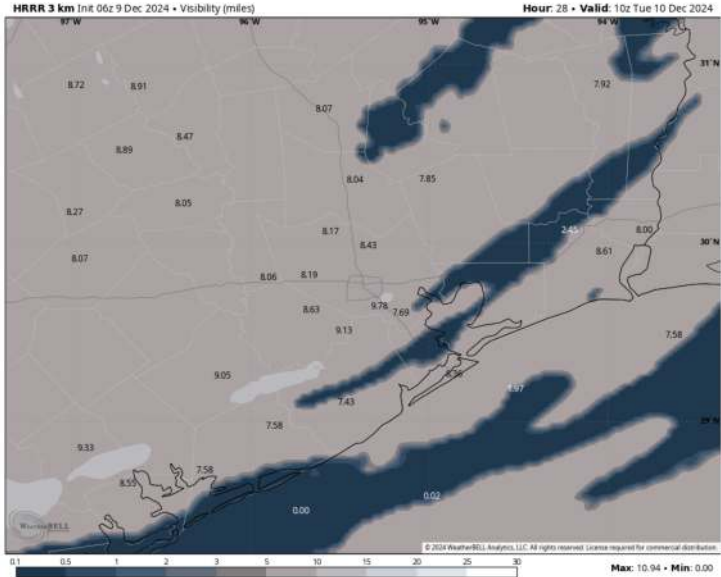 HRRR 3 km Init 06z 9 Dec 2024 • Visibility (miles)
Hour: 28 • Valid: 10z Tue 10 Dec 2024
97°W 96°W 95°W 94°W
31°N
8.72 8.91 7.92
8.07
8.47
8.89
8.04 7.85
8.05
8.27
8.17 2.45 8.00
30°N
8.43 8.61
8.07
8.06 8.19
9.78
8.63 7.69
9.13 7.58
9.05
7.43
7.58
29°N
9.33
7.58
8.55
0.02
0.00
WeatherBELL
© 2024 WeatherBELL Analytics, LLC. All rights reserved. License required for commercial distribution.
0.1 0.5 1 2 3 5 10 15 20 25 30
Max: 10.94 • Min: 0.00